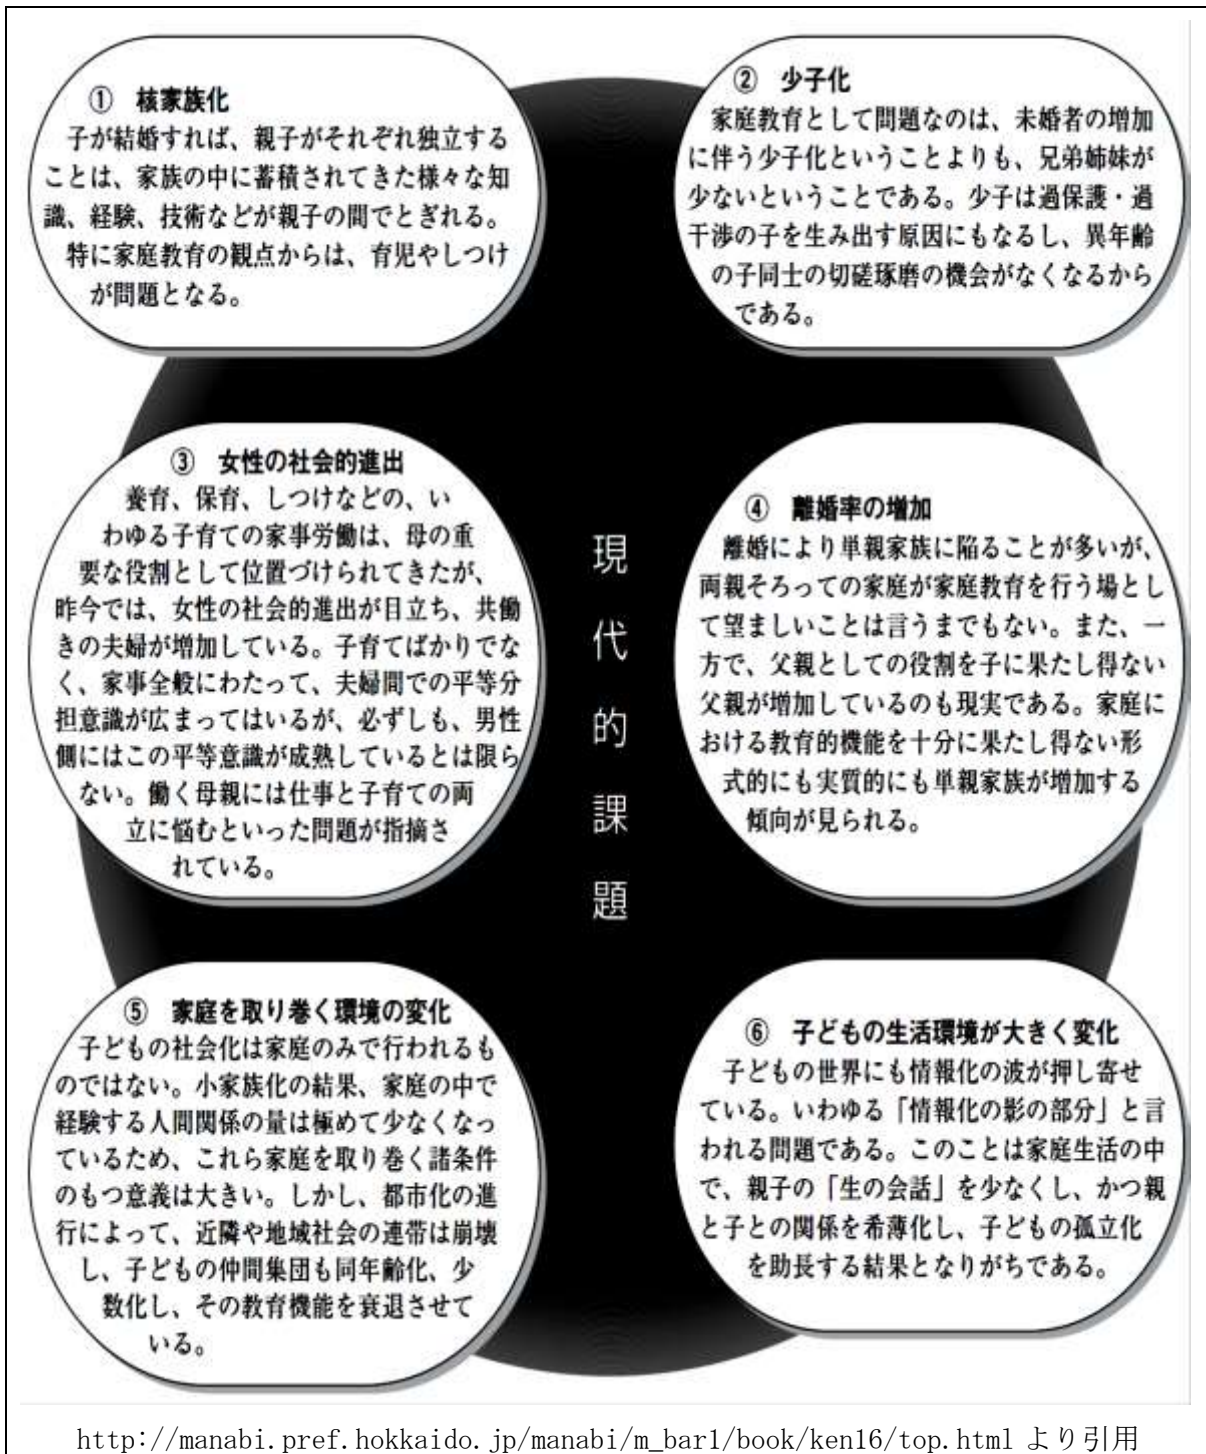 ① 核家族化
子が結婚すれば、親子がそれぞれ独立する
ことは、家族の中に蓄積されてきた様々な知
識、経験、技術などが親子の間でとぎれる。
特に家庭教育の観点からは、育児やしつけ
が問題となる。
② 少子化
家庭教育として問題なのは、未婚者の増加
に伴う少子化ということよりも、兄弟姉妹が
少ないということである。少子は過保護・過
干渉の子を生み出す原因にもなるし、異年齢
の子同士の切磋琢磨の機会がなくなるから
である。
③ 女性の社会的進出
養育、保育、しつけなどの、い
わゆる子育ての家事労働は、母の重
要な役割として位置づけられてきたが、
昨今では、女性の社会的進出が目立ち、共働
きの夫婦が増加している。子育てばかりでな
く、家事全般にわたって、夫婦間での平等分
担意識が広まってはいるが、必ずしも、男性
側にはこの平等意識が成熟しているとは限ら
ない。働く母親には仕事と子育ての両
立に悩むといった問題が指摘さ
れている。
現代的課題
④ 離婚率の増加
離婚により単親家族に陥ることが多いが、
両親そろっての家庭が家庭教育を行う場とし
て望ましいことは言うまでもない。また、一
方で、父親としての役割を子に果たし得ない
父親が増加しているのも現実である。家庭に
おける教育的機能を十分に果たし得ない形
式的にも実質的にも単親家族が増加する
傾向が見られる。
⑤ 家庭を取り巻く環境の変化
子どもの社会化は家庭のみで行われるも
のではない。小家族化の結果、家庭の中で
経験する人間関係の量は極めて少なくなっ
ているため、これら家庭を取り巻く諸条件
のもつ意義は大きい。しかし、都市化の進
行によって、近隣や地域社会の連帯は崩壊
し、子どもの仲間集団も同年齢化、少
数化し、その教育機能を衰退させて
いる。
⑥ 子どもの生活環境が大きく変化
子どもの世界にも情報化の波が押し寄せ
ている。いわゆる「情報化の影の部分」と言
われる問題である。このことは家庭生活の中
で、親子の「生の会話」を少なくし、かつ親
と子との関係を希薄化し、子どもの孤立化
を助長する結果となりがちである。
http://manabi.pref.hokkaido.jp/manabi/m_bar1/book/ken16/top.html より引用